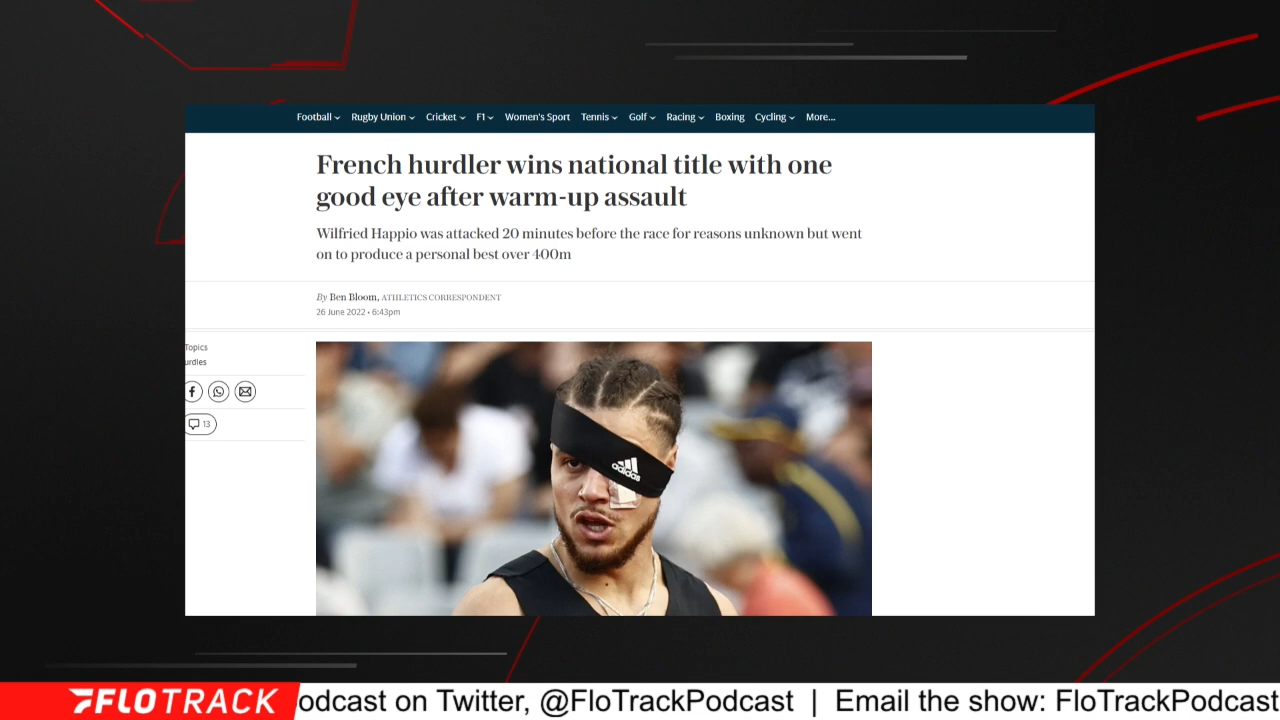 Football Rugby Union Cricket F1 Women's Sport Tennis Golf Racing Boxing Cycling More...
French hurdler wins national title with one
good eye after warm-up assault
Wilfried Happio was attacked 20 minutes before the race for reasons unknown but went
on to produce a personal best over 400m
By Ben Bloom, ATHLETICS CORRESPONDENT
26 June 2022 • 6:43pm
Topics
urdles
13
adidas
FLOTRACK
odcast on Twitter, @FloTrackPodcast | Email the show: FloTrackPodcast